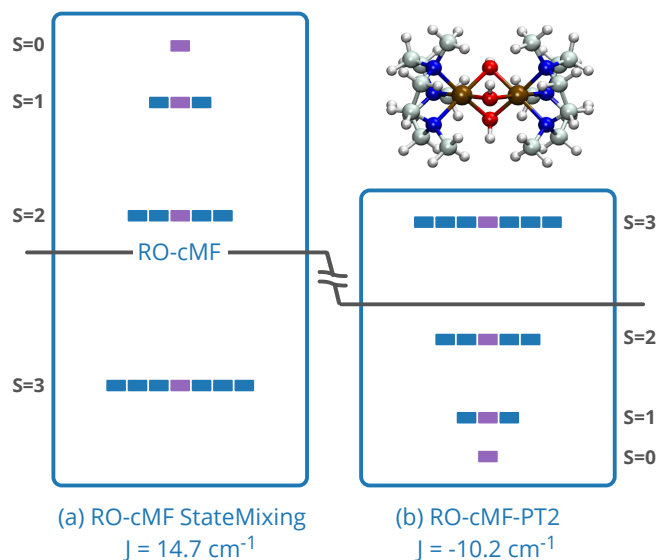 S=0
S=1
S=2
RO-cMF
S=3
S=3
S=2
S=1
S=0
(a) RO-cMF StateMixing
J = 14.7 cm⁻¹
(b) RO-cMF-PT2
J = -10.2 cm⁻¹